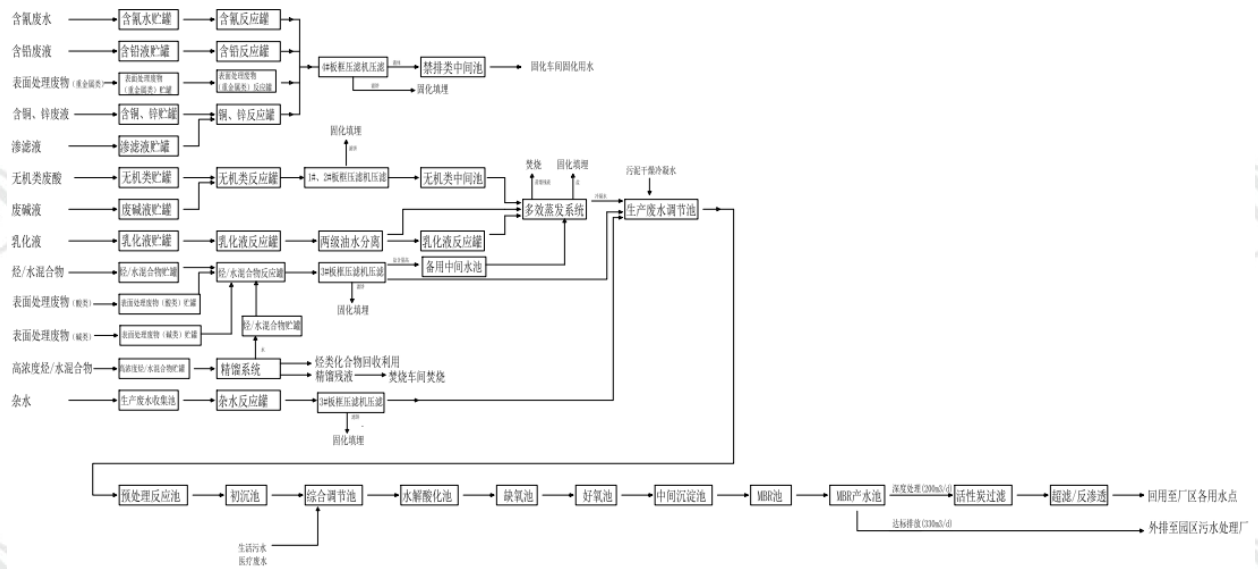 含氰废水 含氰水贮罐 含氰反应罐
含铅废液 含铅液贮罐 含铅反应罐
4#板框压滤机压滤 禁排类中间池 固化车间固化用水
固化填埋
表面处理废物（重金属类） 表面处理废物（重金属类）贮罐 表面处理废物（重金属类）反应罐
含铜、锌废液 含铜、锌贮罐 铜、锌反应罐
渗滤液 渗滤液贮罐
固化填埋
焚烧 固化填埋 污泥干燥冷凝水
无机类废酸 无机类贮罐 无机类反应罐 1#、2#板框压滤机压滤 无机类中间池
废碱液 废碱液贮罐
多效蒸发系统 生产废水调节池
乳化液 乳化液贮罐 乳化液反应罐 两级油水分离 乳化液反应罐
烃/水混合物 烃/水混合物贮罐 烃/水混合物反应罐 3#板框压滤机压滤 备用中间水池
固化填埋
表面处理废物（酸类） 表面处理废物（酸类）贮罐
表面处理废物（碱类） 表面处理废物（碱类）贮罐
烃/水混合物贮罐
水
高浓度烃/水混合物 高浓度烃/水混合物贮罐 精馏系统
烃类化合物回收利用
精馏残液 焚烧车间焚烧
杂水 生产废水收集池 杂水反应罐 3#板框压滤机压滤
固化填埋
预处理反应池 初沉池 综合调节池 水解酸化池 缺氧池 好氧池 中间沉淀池 MBR池 MBR产水池 深度处理(200m3/d) 活性炭过滤 超滤/反渗透 回用至厂区各用水点
达标排放(330m3/d) 外排至园区污水处理厂
生活污水
医疗废水